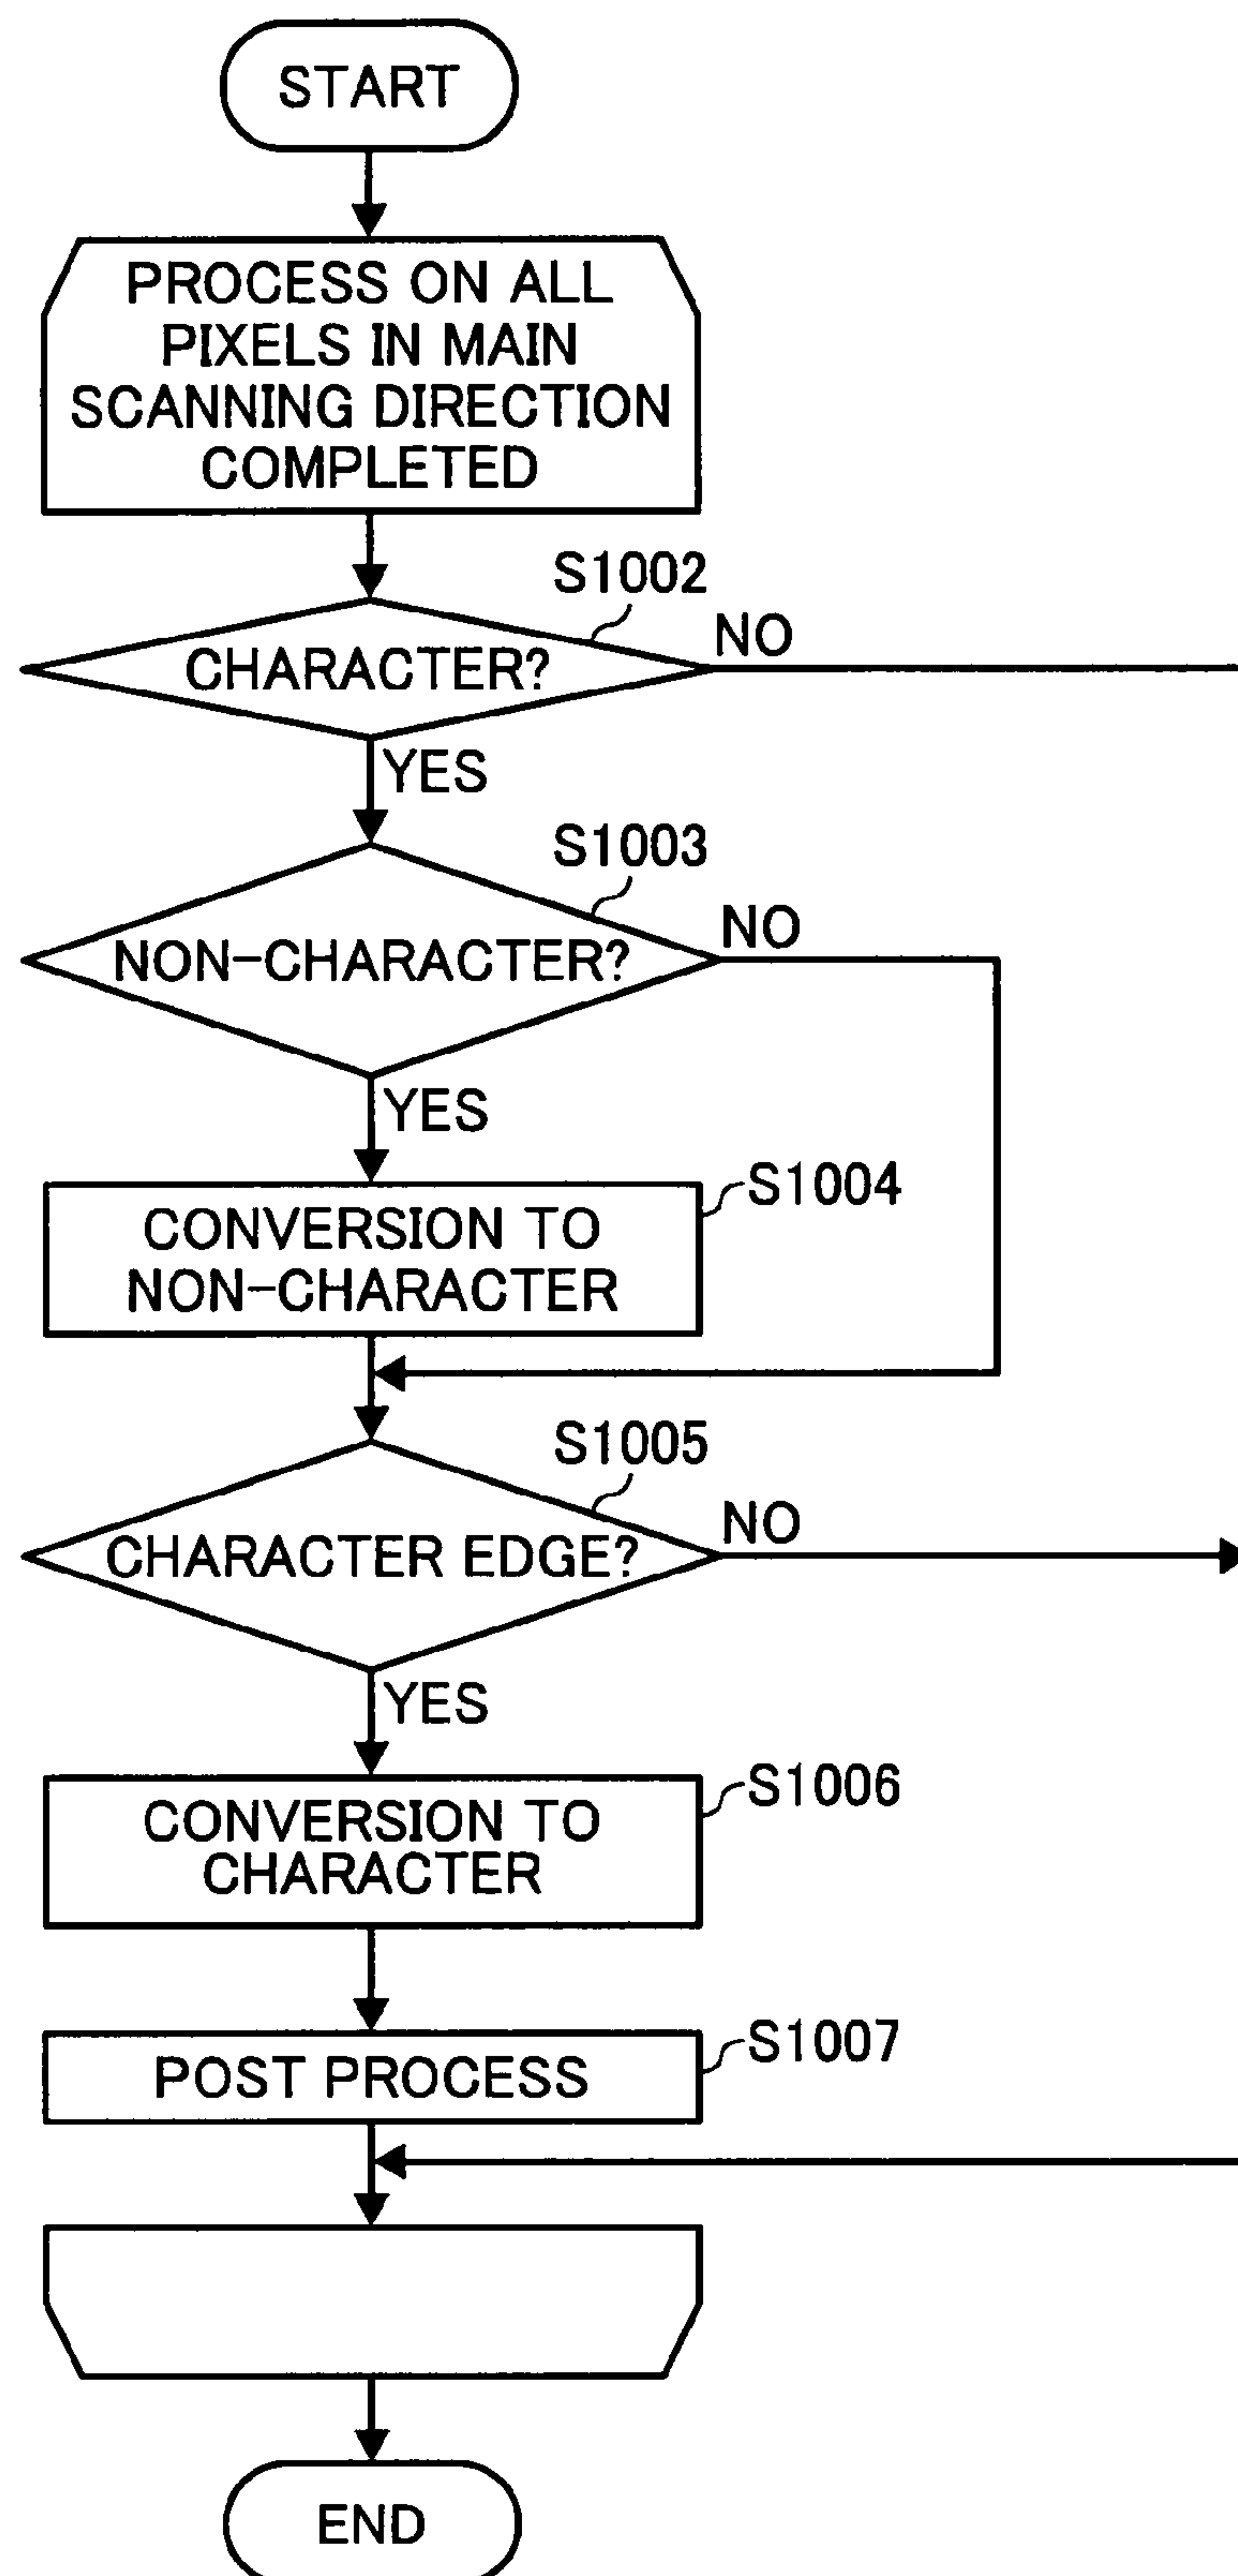 START
PROCESS ON ALL
PIXELS IN MAIN
SCANNING DIRECTION
COMPLETED
S1002
CHARACTER?
NO
YES
S1003
NON-CHARACTER?
NO
YES
S1004
CONVERSION TO
NON-CHARACTER
S1005
CHARACTER EDGE?
NO
YES
S1006
CONVERSION TO
CHARACTER
S1007
POST PROCESS
END